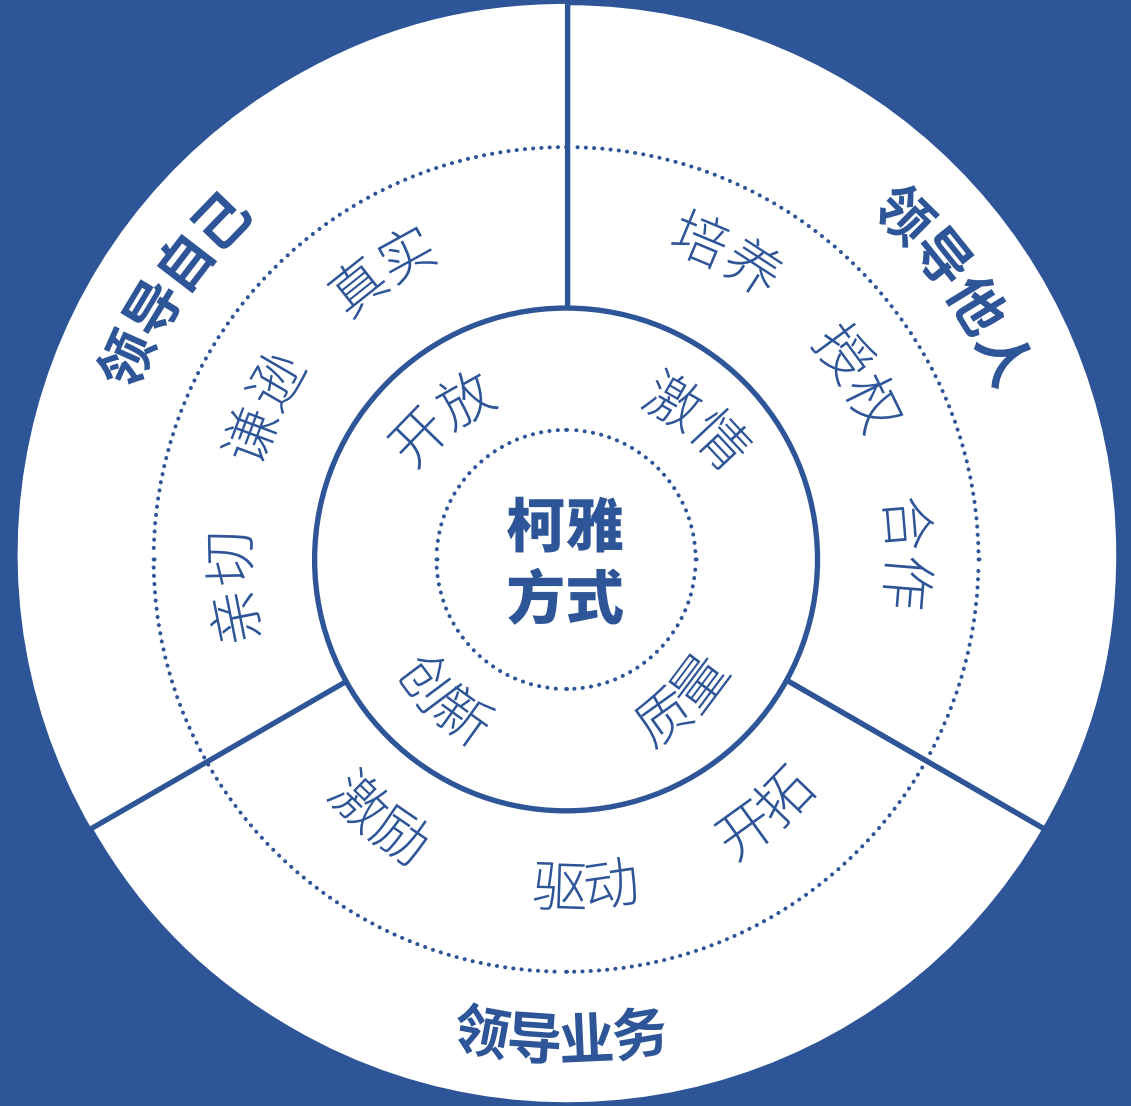 领导自己
领导他人
真实
培养
谦逊
授权
开放
激情
柯雅
方式
亲切
合作
创新
质量
激励
驱动
开拓
领导业务